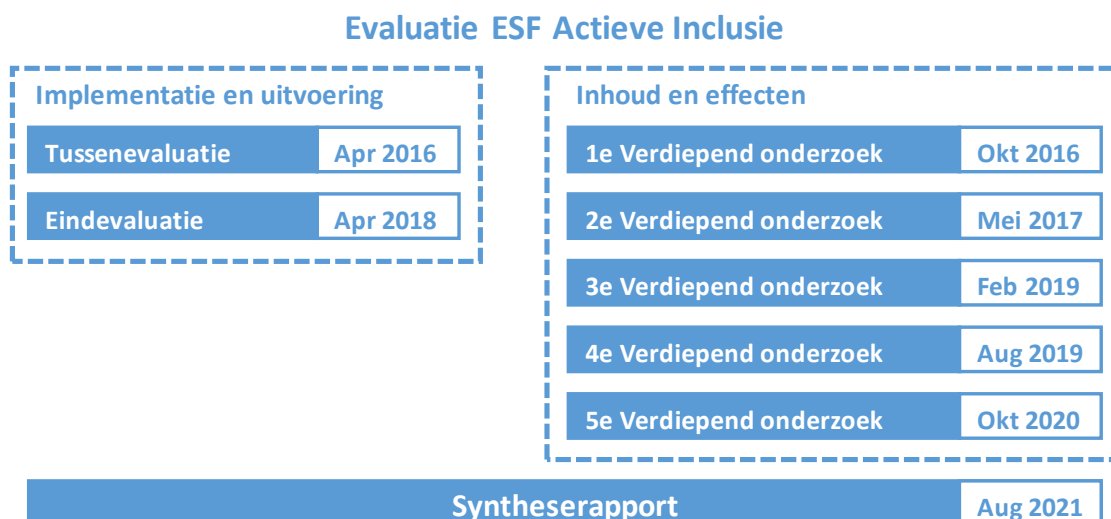 Evaluatie ESF Actieve Inclusie
Implementatie en uitvoering
Tussenevaluatie Apr 2016
Eindevaluatie Apr 2018
Inhoud en effecten
1e Verdiepend onderzoek Okt 2016
2e Verdiepend onderzoek Mei 2017
3e Verdiepend onderzoek Feb 2019
4e Verdiepend onderzoek Aug 2019
5e Verdiepend onderzoek Okt 2020
Syntheserapport Aug 2021